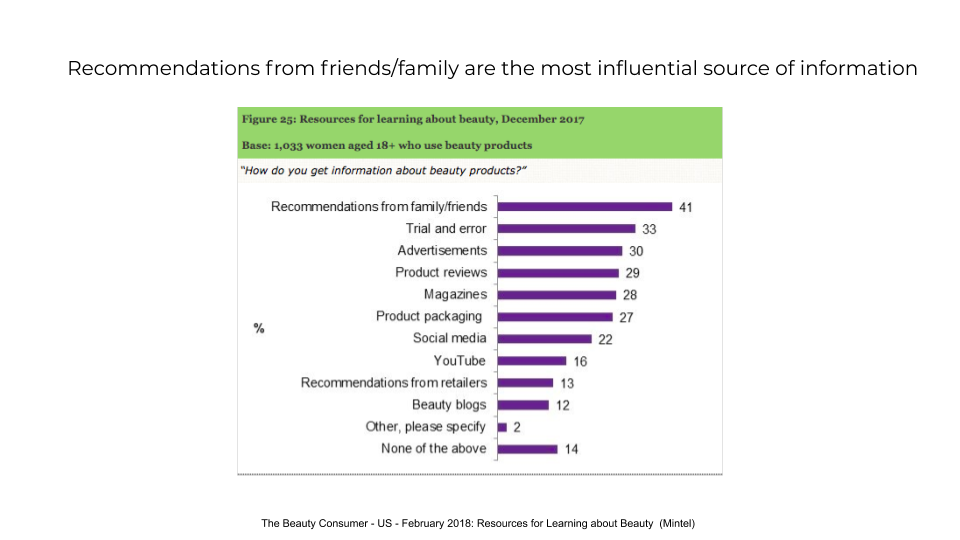 Recommendations from friends/family are the most influential source of information
Figure 25: Resources for learning about beauty, December 2017
Base: 1,033 women aged 18+ who use beauty products
"How do you get information about beauty products?"
Recommendations from family/friends 41
Trial and error 33
Advertisements 30
Product reviews 29
Magazines 28
Product packaging 27
%
Social media 22
YouTube 16
Recommendations from retailers 13
Beauty blogs 12
Other, please specify 2
None of the above 14
The Beauty Consumer - US - February 2018: Resources for Learning about Beauty (Mintel)